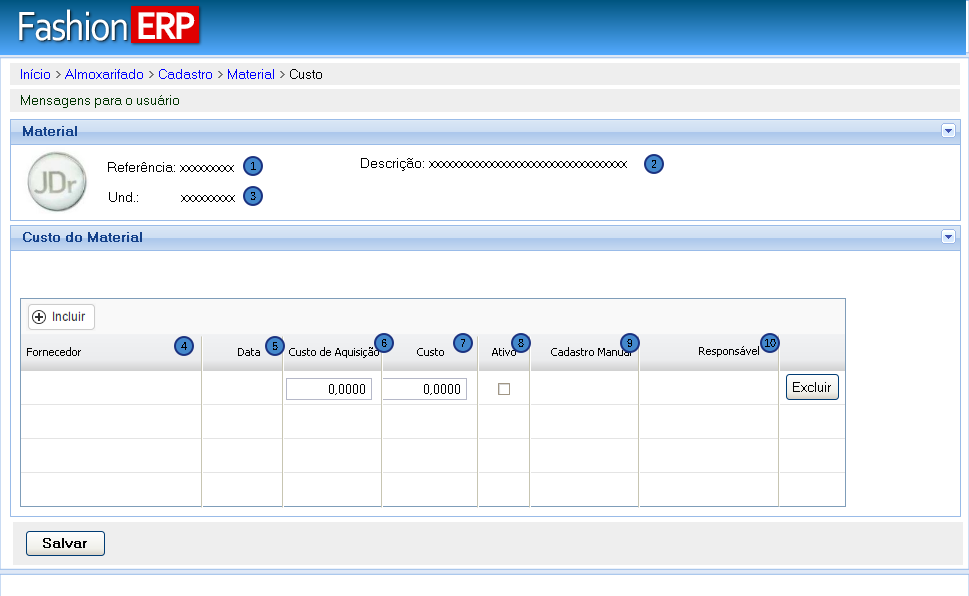 Fashion ERP
Início > Almoxarifado > Cadastro > Material > Custo
Mensagens para o usuário
Material
JDr
Referência: xxxxxxxxx 1
Descrição: xxxxxxxxxxxxxxxxxxxxxxxxxxxxxxxxx 2
Und.: xxxxxxxxx 3
Custo do Material
Incluir
Fornecedor 4 Data 5 Custo de Aquisição 6 Custo 7 Ativo 8 Cadastro Manual 9 Responsável 10
0,0000 0,0000 Excluir
Salvar